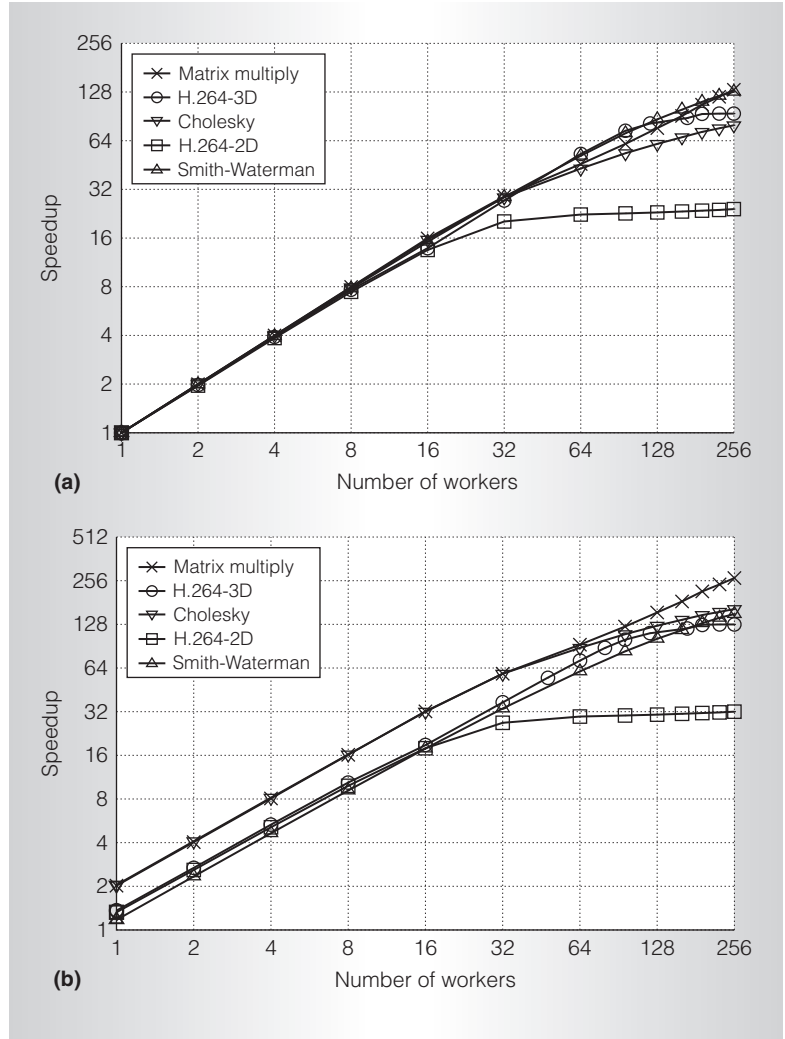 256
128
64
32
16
8
4
2
1
Speedup
Matrix multiply
H.264-3D
Cholesky
H.264-2D
Smith-Waterman
1 2 4 8 16 32 64 128 256
(a) Number of workers
512
256
128
64
32
16
8
4
2
1
Speedup
Matrix multiply
H.264-3D
Cholesky
H.264-2D
Smith-Waterman
1 2 4 8 16 32 64 128 256
Number of workers
(b)